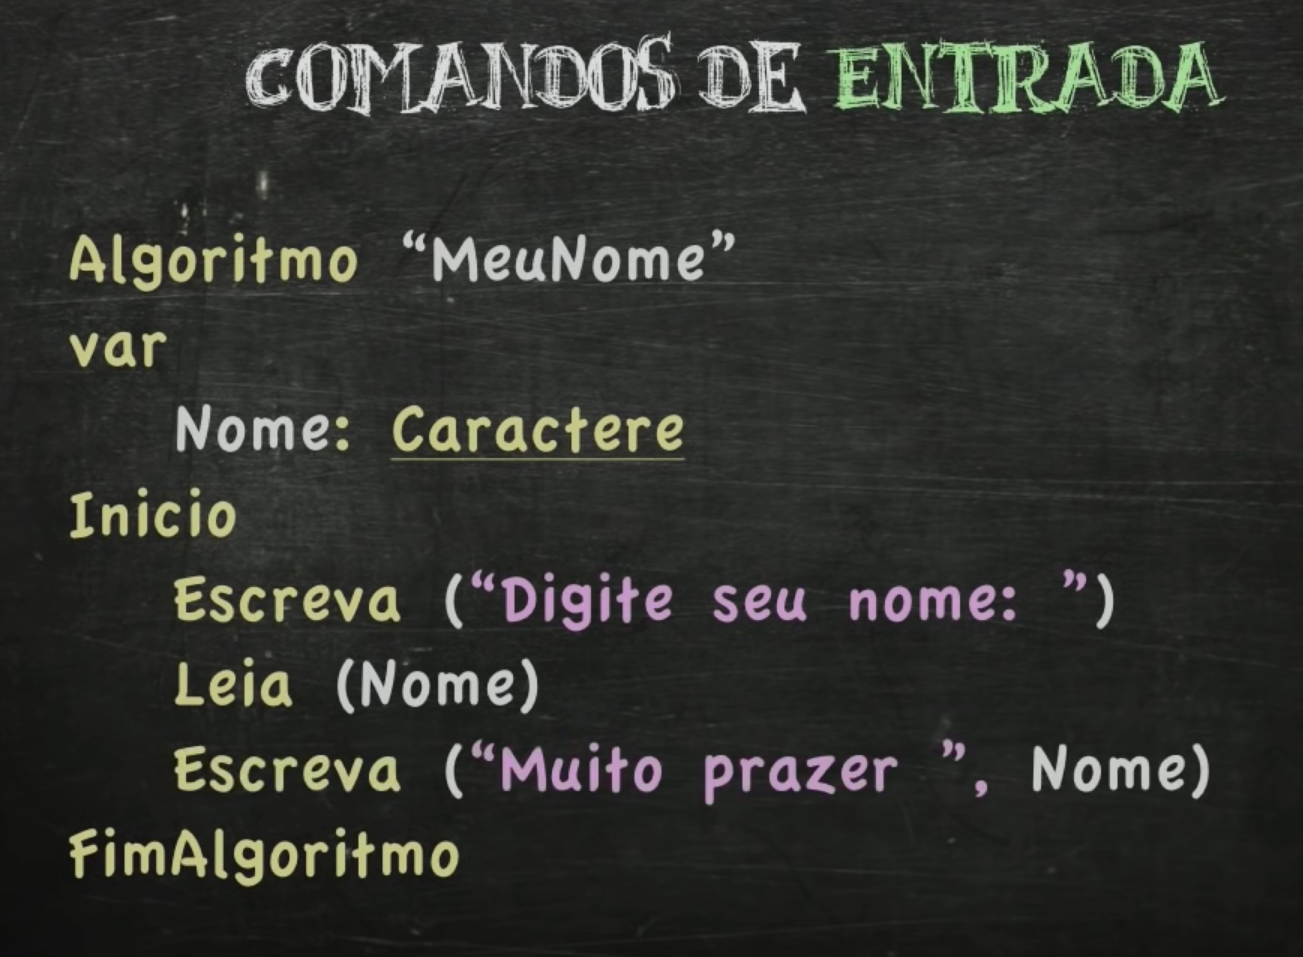 COMANDOS DE ENTRADA
Algoritmo “MeuNome”
var
Nome: Caractere
Inicio
Escreva (“Digite seu nome: ”)
Leia (Nome)
Escreva (“Muito prazer ”, Nome)
FimAlgoritmo